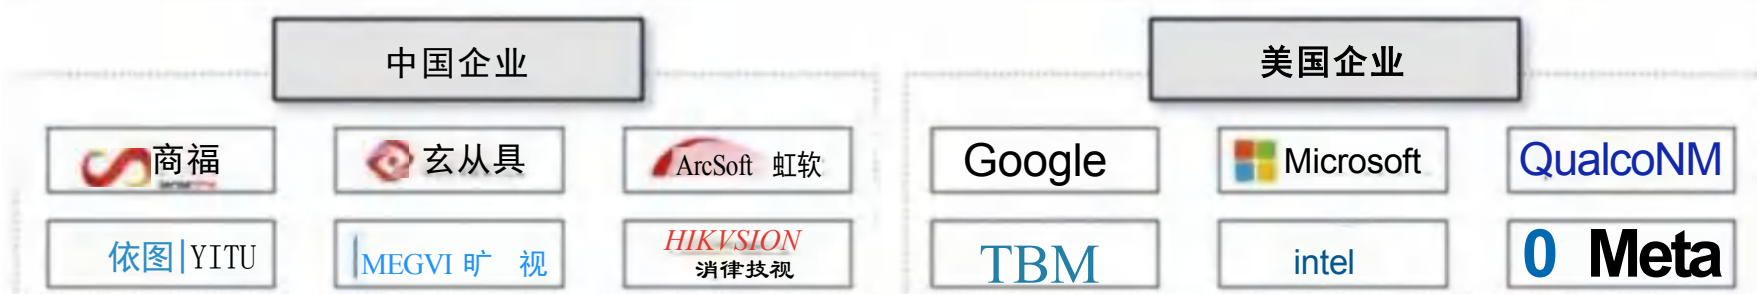 中国企业
美国企业
商福
玄从具
ArcSoft 虹软
Google
Microsoft
QualcoNM
依图|YITU
MEGVI 旷 视
HIKVSION
消律技视
TBM
intel
0 Meta